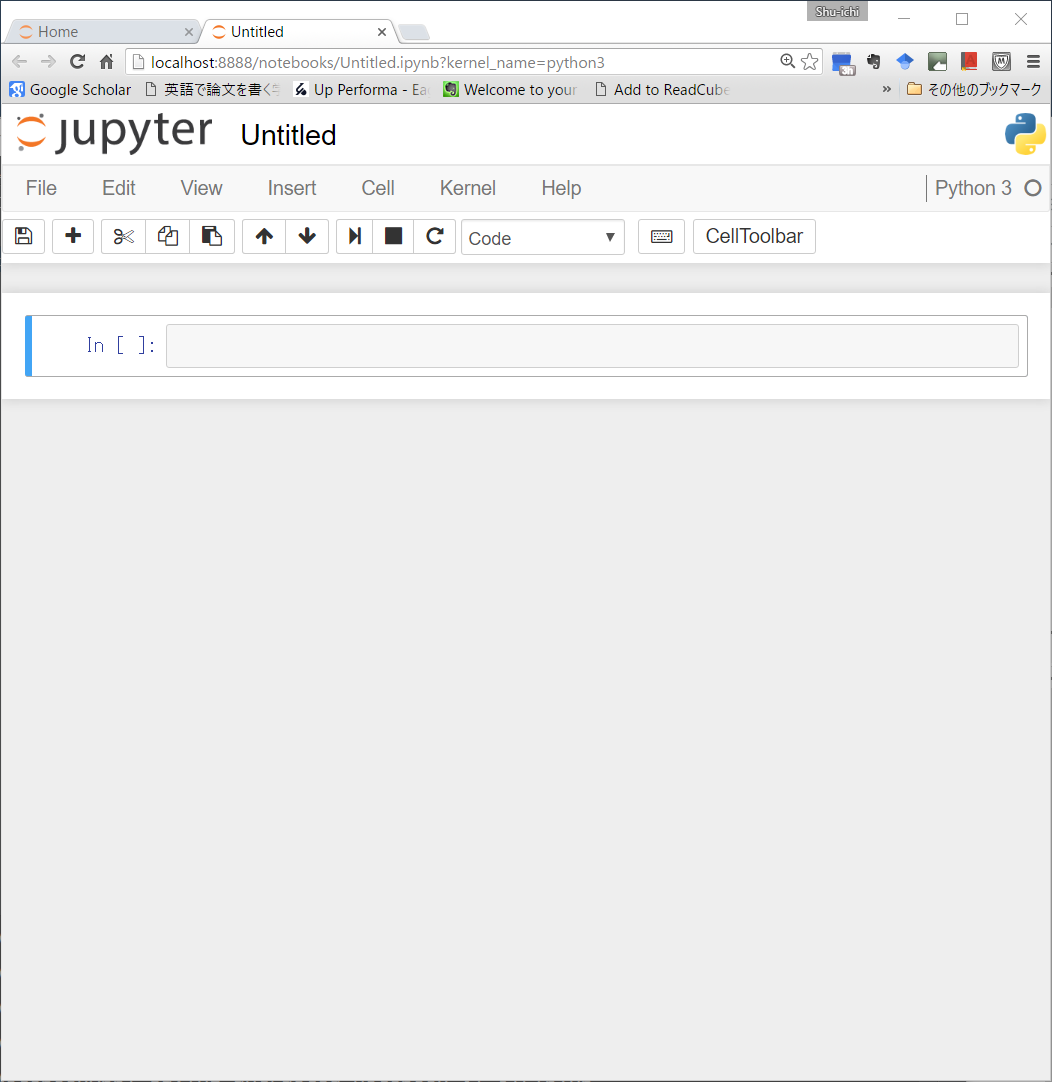 Shu-ichi
Home Untitled
localhost:8888/notebooks/Untitled.ipynb?kernel_name=python3
Google Scholar 英語で論文を書く Up Performa - Ea Welcome to your Add to ReadCube » その他のブックマーク
jupyter Untitled
File Edit View Insert Cell Kernel Help Python 3
Code CellToolbar
In [ ]: